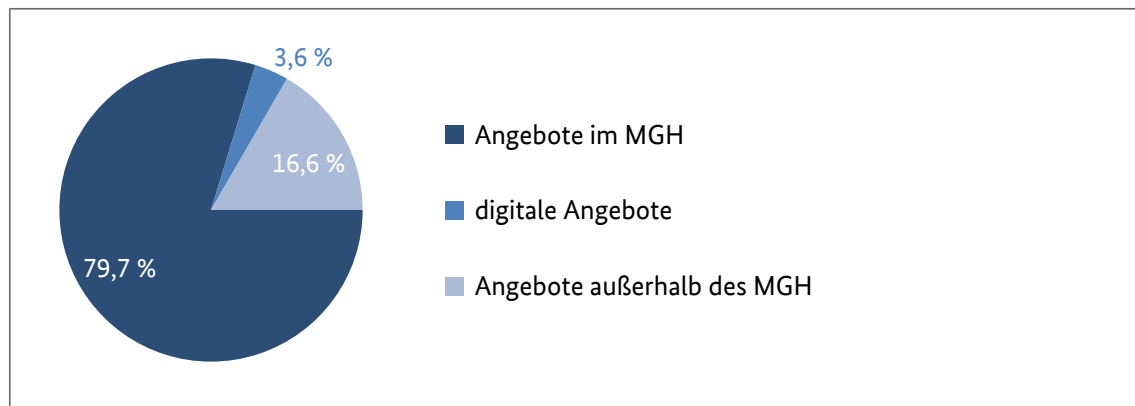 3,6 %
16,6 %
79,7 %
Angebote im MGH
digitale Angebote
Angebote außerhalb des MGH